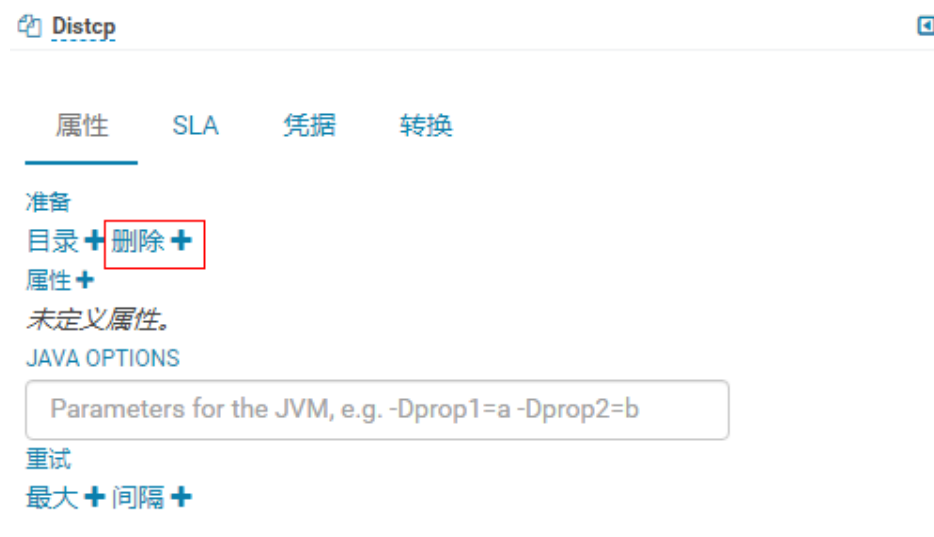 Distcp
属性 SLA 凭据 转换
准备
目录+ 删除+
属性+
未定义属性。
JAVA OPTIONS
Parameters for the JVM, e.g. -Dprop1=a -Dprop2=b
重试
最大+ 间隔+